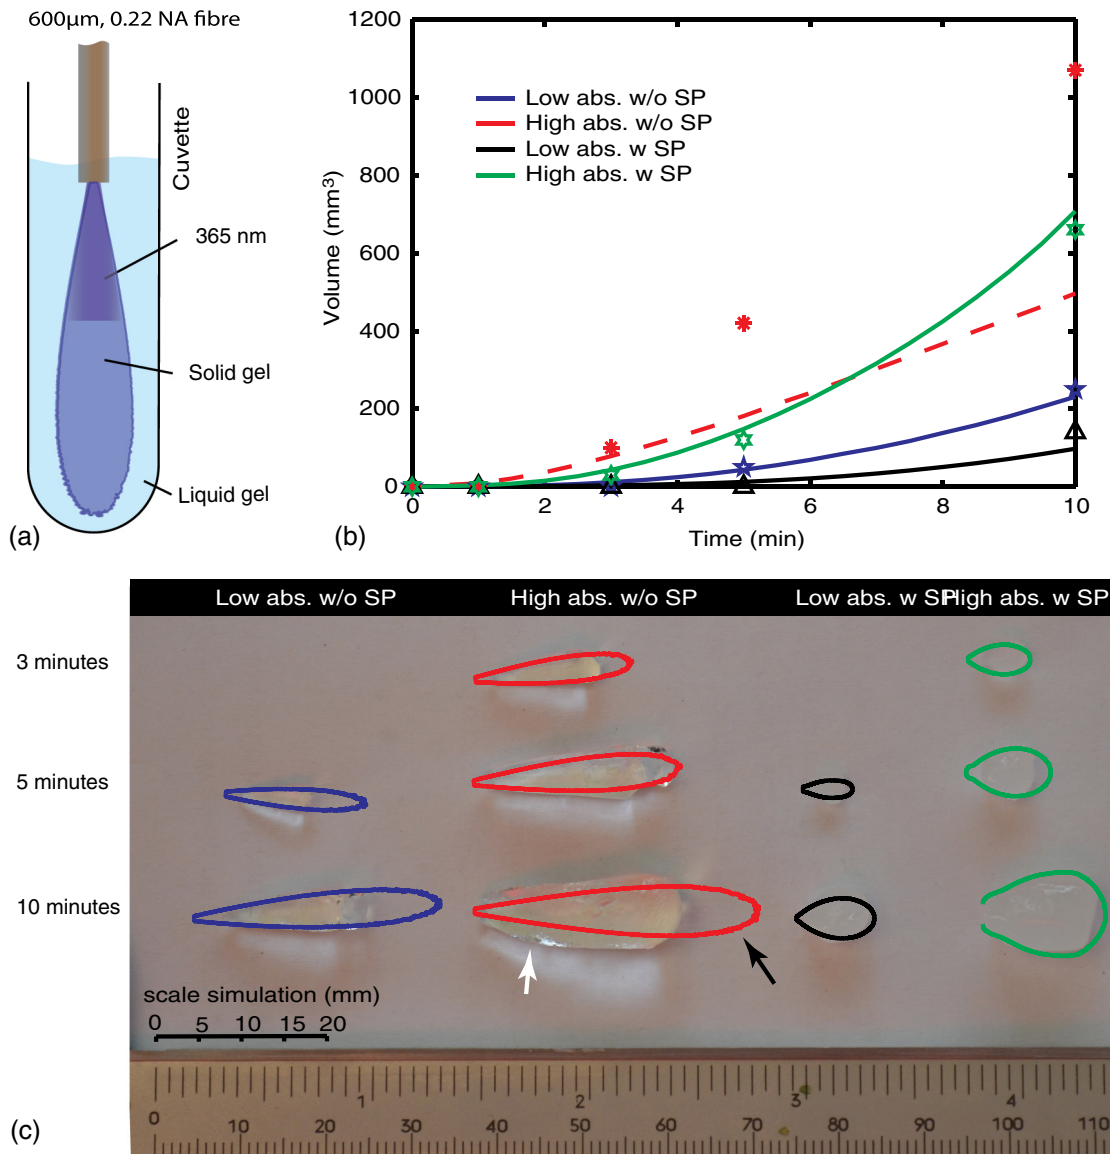 600µm, 0.22 NA fibre
Cuvette
365 nm
Solid gel
Liquid gel
(a)
1200
1000
800
600
400
200
0
Volume (mm³)
Low abs. w/o SP
High abs. w/o SP
Low abs. w SP
High abs. w SP
0 2 4 6 8 10
Time (min)
(b)
Low abs. w/o SP High abs. w/o SP Low abs. w SP High abs. w SP
3 minutes
5 minutes
10 minutes
scale simulation (mm)
0 5 10 15 20
1 2 3 4
0 10 20 30 40 50 60 70 80 90 100 110
(c)